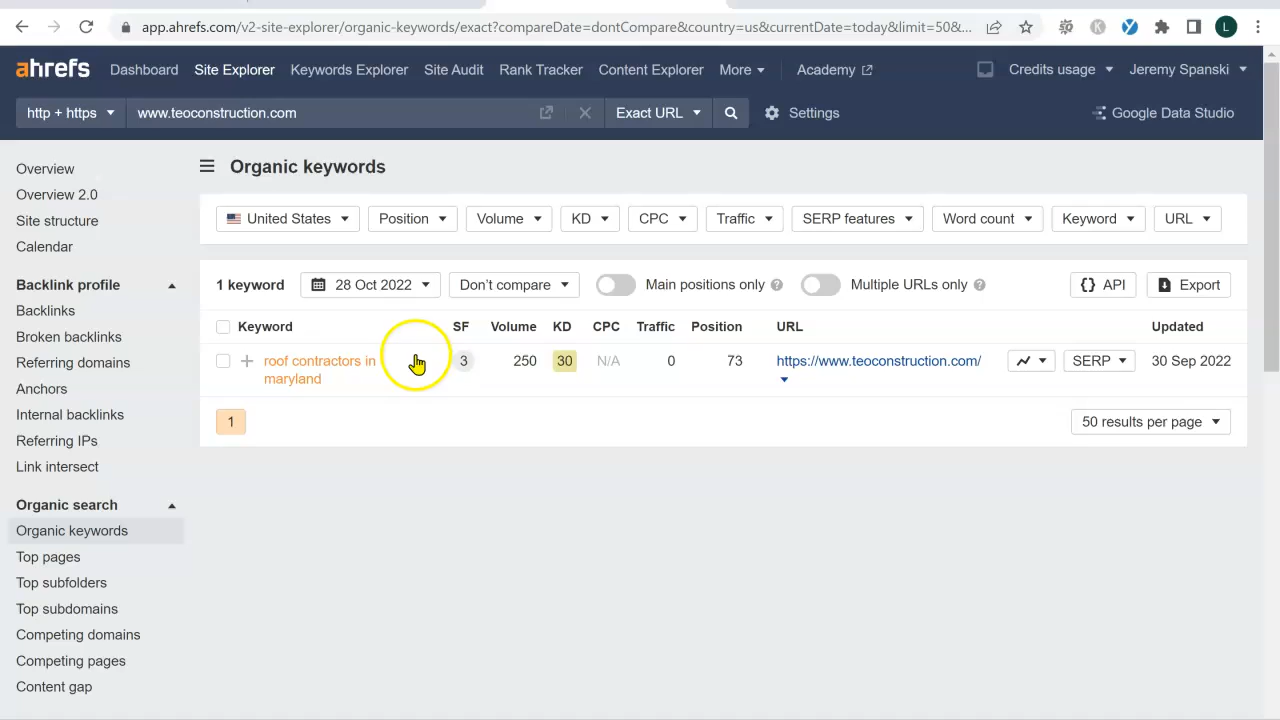 app.ahrefs.com/v2-site-explorer/organic-keywords/exact?compareDate=dontCompare&country=us&currentDate=today&limit=50&...
L
ahrefs Dashboard Site Explorer Keywords Explorer Site Audit Rank Tracker Content Explorer More Academy Credits usage Jeremy Spanski
http + https www.teoconstruction.com Exact URL Settings Google Data Studio
Overview
Overview 2.0
Site structure
Calendar
Backlink profile
Backlinks
Broken backlinks
Referring domains
Anchors
Internal backlinks
Referring IPs
Link intersect
Organic search
Organic keywords
Top pages
Top subfolders
Top subdomains
Competing domains
Competing pages
Content gap
Organic keywords
United States Position Volume KD CPC Traffic SERP features Word count Keyword URL
1 keyword 28 Oct 2022 Don't compare Main positions only ? Multiple URLs only ? {} API Export
Keyword SF Volume KD CPC Traffic Position URL Updated
roof contractors in 3 250 30 N/A 0 73 https://www.teoconstruction.com/ SERP 30 Sep 2022
maryland
1 50 results per page